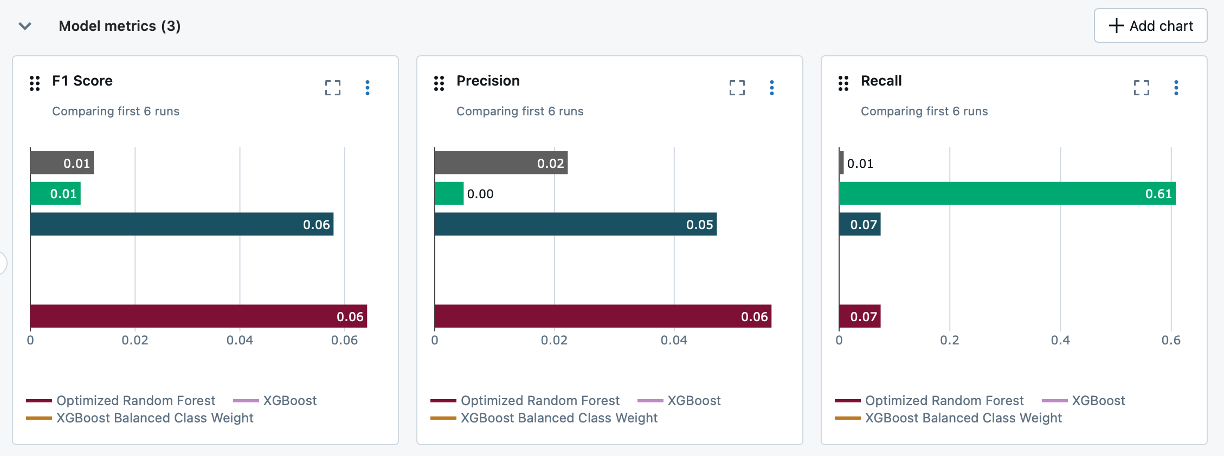 Model metrics (3)
Add chart
F1 Score
Comparing first 6 runs
0.01
0.01
0.06
0.06
0 0.02 0.04 0.06
Optimized Random Forest XGBoost
XGBoost Balanced Class Weight
Precision
Comparing first 6 runs
0.02
0.00
0.05
0.06
0 0.02 0.04
Optimized Random Forest XGBoost
XGBoost Balanced Class Weight
Recall
Comparing first 6 runs
0.01
0.61
0.07
0.07
0 0.2 0.4 0.6
Optimized Random Forest XGBoost
XGBoost Balanced Class Weight